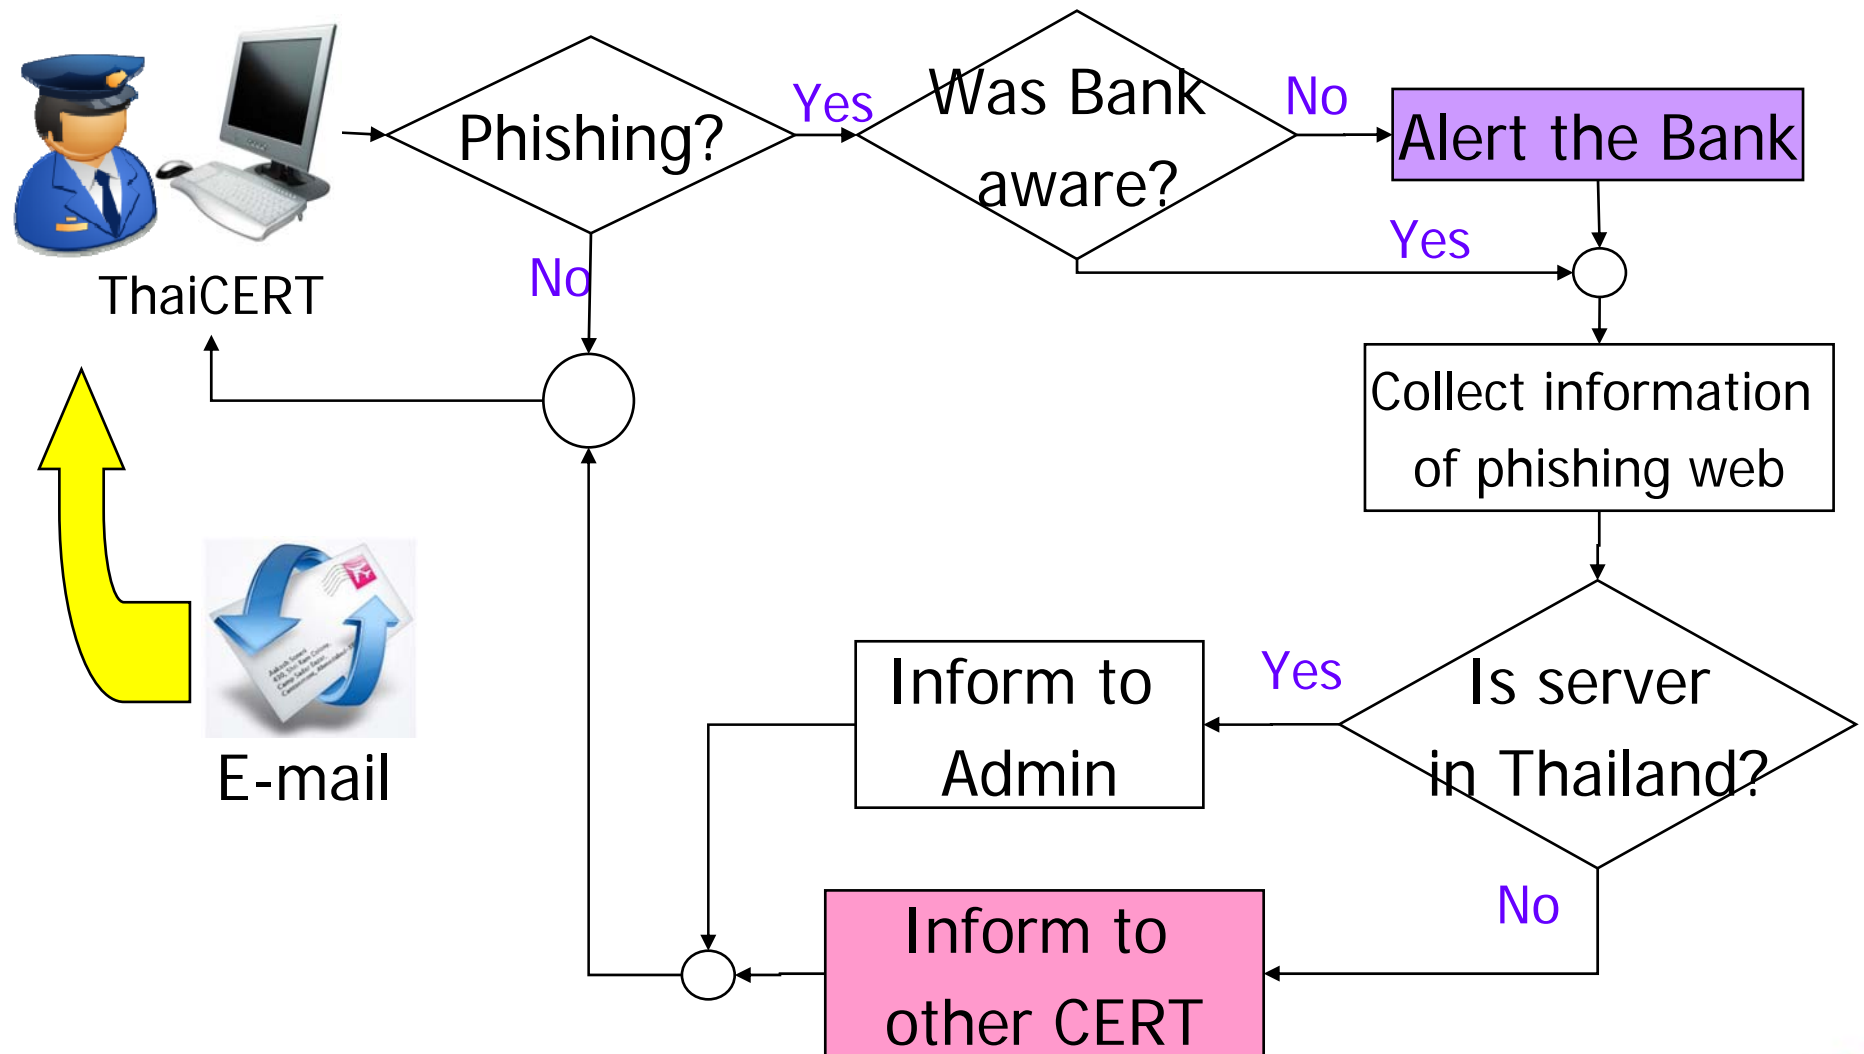 Phishing?
Yes
Was Bank
aware?
No
Alert the Bank
Yes
No
ThaiCERT
Collect information
of phishing web
E-mail
Is server
in Thailand?
Yes
Inform to
Admin
No
Inform to
other CERT